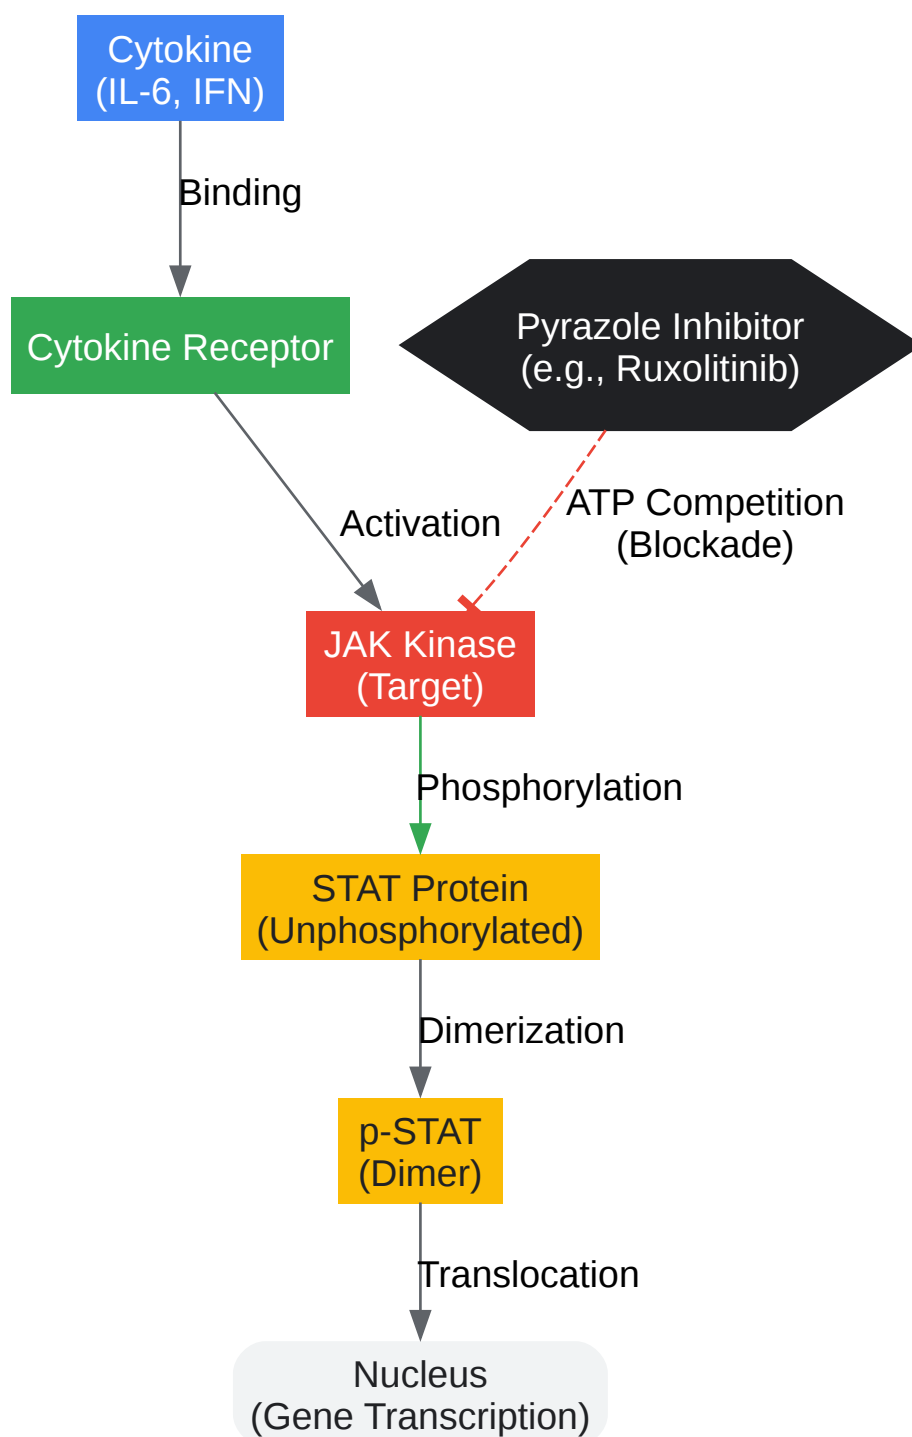 Cytokine
(IL-6, IFN)
Binding
Cytokine Receptor
Pyrazole Inhibitor
(e.g., Ruxolitinib)
Activation
ATP Competition
(Blockade)
JAK Kinase
(Target)
Phosphorylation
STAT Protein
(Unphosphorylated)
Dimerization
p-STAT
(Dimer)
Translocation
Nucleus
(Gene Transcription)